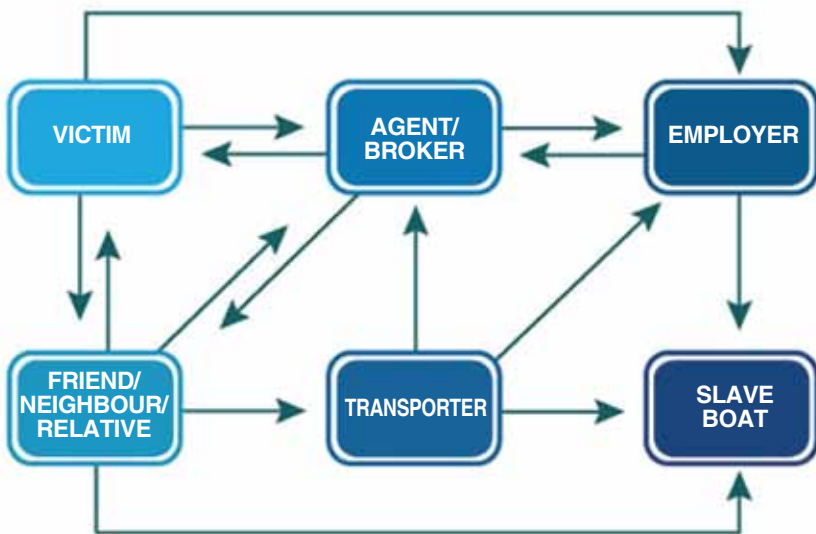 VICTIM
AGENT/
BROKER
EMPLOYER
FRIEND/
NEIGHBOUR/
RELATIVE
TRANSPORTER
SLAVE
BOAT